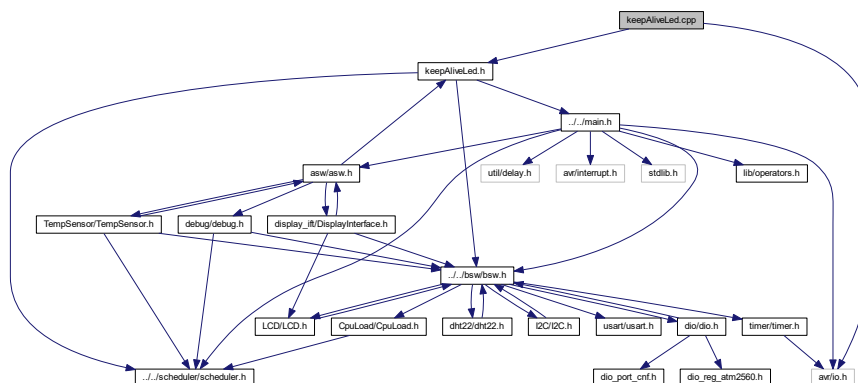 keepAliveLed.cpp
keepAliveLed.h
../../main.h
asw/asw.h
util/delay.h
avr/interrupt.h
stdlib.h
lib/operators.h
TempSensor/TempSensor.h
debug/debug.h
display_ift/DisplayInterface.h
../../bsw/bsw.h
LCD/LCD.h
CpuLoad/CpuLoad.h
dht22/dht22.h
I2C/I2C.h
usart/usart.h
dio/dio.h
timer/timer.h
../../scheduler/scheduler.h
dio_port_cnf.h
dio_reg_atm2560.h
avr/io.h